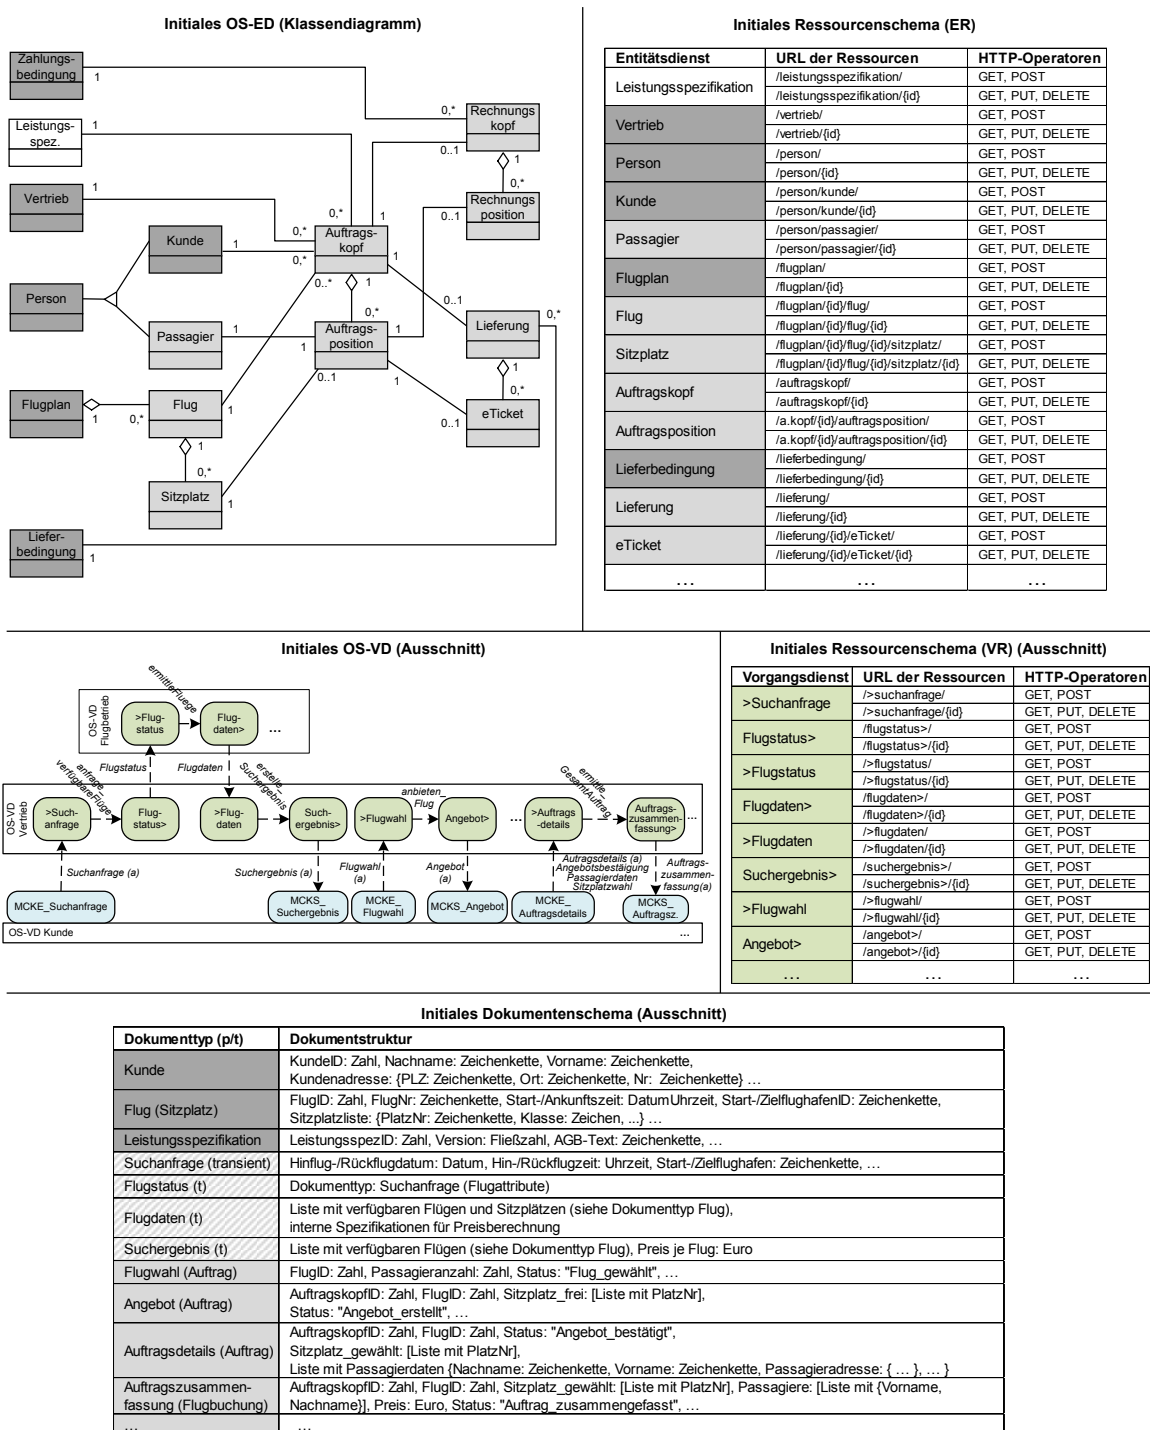 Initiales OS-ED (Klassendiagramm)
Zahlungs-
bedingung
1
0,*
Rechnungs
kopf
Leistungs-
spez.
1
0..1
1
0,*
Rechnungs
position
Vertrieb
1
0,*
0,*
1
0..1
Auftrags-
kopf
Kunde
1
0,*
1
0..*
1
Person
0,*
0..1
0,*
Passagier
1
Auftrags-
position
1
Lieferung
1
0..1
1
1
0,*
Flugplan
1
0,*
Flug
1
eTicket
0..1
1
0,*
Sitzplatz
1
Liefer-
bedingung
1
Initiales Ressourcenschema (ER)
Entitätsdienst URL der Ressourcen HTTP-Operatoren
Leistungsspezifikation /leistungsspezifikation/ GET, POST
/leistungsspezifikation/{id} GET, PUT, DELETE
Vertrieb /vertrieb/ GET, POST
/vertrieb/{id} GET, PUT, DELETE
Person /person/ GET, POST
/person/{id} GET, PUT, DELETE
Kunde /person/kunde/ GET, POST
/person/kunde/{id} GET, PUT, DELETE
Passagier /person/passagier/ GET, POST
/person/passagier/{id} GET, PUT, DELETE
Flugplan /flugplan/ GET, POST
/flugplan/{id} GET, PUT, DELETE
Flug /flugplan/{id}/flug/ GET, POST
/flugplan/{id}/flug/{id} GET, PUT, DELETE
Sitzplatz /flugplan/{id}/flug/{id}/sitzplatz/ GET, POST
/flugplan/{id}/flug/{id}/sitzplatz/{id} GET, PUT, DELETE
Auftragskopf /auftragskopf/ GET, POST
/auftragskopf/{id} GET, PUT, DELETE
Auftragsposition /a.kopf/{id}/auftragsposition/ GET, POST
/a.kopf/{id}/auftragsposition/{id} GET, PUT, DELETE
Lieferbedingung /lieferbedingung/ GET, POST
/lieferbedingung/{id} GET, PUT, DELETE
Lieferung /lieferung/ GET, POST
/lieferung/{id} GET, PUT, DELETE
eTicket /lieferung/{id}/eTicket/ GET, POST
/lieferung/{id}/eTicket/{id} GET, PUT, DELETE
... ... ...
Initiales OS-VD (Ausschnitt)
OS-VD
Flugbetrieb
>Flug-
status
ermittleFluege
Flug-
daten>
...
Flugstatus
Flugdaten
OS-VD
Vertrieb
>Such-
anfrage
anfrage_
verfügbareFlüge
Flug-
status>
>Flug-
daten
erstelle_
Suchergebnis
Such-
ergebnis>
>Flugwahl
anbieten_
Flug
Angebot>
...
>Auftrags
-details
ermittle_
GesamtAuftrag
Auftrags-
zusammen-
fassung>
...
Suchanfrage (a)
Suchergebnis (a)
Flugwahl
(a)
Angebot
(a)
Autragsdetails (a)
Angebotsbestäigung
Passagierdaten
Sitzplatzwahl
Auftrags-
zusammen-
fassung(a)
MCKE_Suchanfrage
MCKS_
Suchergebnis
MCKE_
Flugwahl
MCKS_Angebot
MCKE_
Auftragsdetails
MCKS_
Auftragsz.
OS-VD Kunde
...
Initiales Ressourcenschema (VR) (Ausschnitt)
Vorgangsdienst URL der Ressourcen HTTP-Operatoren
>Suchanfrage />suchanfrage/ GET, POST
/>suchanfrage/{id} GET, PUT, DELETE
Flugstatus> /flugstatus>/ GET, POST
/flugstatus>/{id} GET, PUT, DELETE
>Flugstatus />flugstatus/ GET, POST
/>flugstatus/{id} GET, PUT, DELETE
Flugdaten> /flugdaten>/ GET, POST
/flugdaten>/{id} GET, PUT, DELETE
>Flugdaten />flugdaten/ GET, POST
/>flugdaten/{id} GET, PUT, DELETE
Suchergebnis> /suchergebnis>/ GET, POST
/suchergebnis>/{id} GET, PUT, DELETE
>Flugwahl />flugwahl/ GET, POST
/>flugwahl/{id} GET, PUT, DELETE
Angebot> /angebot>/ GET, POST
/angebot>/{id} GET, PUT, DELETE
... ... ...
Initiales Dokumentenschema (Ausschnitt)
Dokumenttyp (p/t) Dokumentstruktur
Kunde KundeID: Zahl, Nachname: Zeichenkette, Vorname: Zeichenkette,
Kundenadresse: {PLZ: Zeichenkette, Ort: Zeichenkette, Nr: Zeichenkette} …
Flug (Sitzplatz) FlugID: Zahl, FlugNr: Zeichenkette, Start-/Ankunftszeit: DatumUhrzeit, Start-/ZielflughafenID: Zeichenkette,
Sitzplatzliste: {PlatzNr: Zeichenkette, Klasse: Zeichen, ...} …
Leistungsspezifikation LeistungsspezID: Zahl, Version: Fließzahl, AGB-Text: Zeichenkette, …
Suchanfrage (transient) Hinflug-/Rückflugdatum: Datum, Hin-/Rückflugzeit: Uhrzeit, Start-/Zielflughafen: Zeichenkette, …
Flugstatus (t) Dokumenttyp: Suchanfrage (Flugattribute)
Flugdaten (t) Liste mit verfügbaren Flügen und Sitzplätzen (siehe Dokumenttyp Flug),
interne Spezifikationen für Preisberechnung
Suchergebnis (t) Liste mit verfügbaren Flügen (siehe Dokumenttyp Flug), Preis je Flug: Euro
Flugwahl (Auftrag) FlugID: Zahl, Passagieranzahl: Zahl, Status: "Flug_gewählt", …
Angebot (Auftrag) AuftragskopfID: Zahl, FlugID: Zahl, Sitzplatz_frei: [Liste mit PlatzNr],
Status: "Angebot_erstellt", …
Auftragsdetails (Auftrag) AuftragskopfID: Zahl, FlugID: Zahl, Status: "Angebot_bestätigt",
Sitzplatz_gewählt: [Liste mit PlatzNr],
Liste mit Passagierdaten {Nachname: Zeichenkette, Vorname: Zeichenkette, Passagieradresse: { … }, … }
Auftragszusammen- AuftragskopfID: Zahl, FlugID: Zahl, Sitzplatz_gewählt: [Liste mit PlatzNr], Passagiere: [Liste mit {Vorname,
fassung (Flugbuchung) Nachname}], Preis: Euro, Status: "Auftrag_zusammengefasst", …
… …